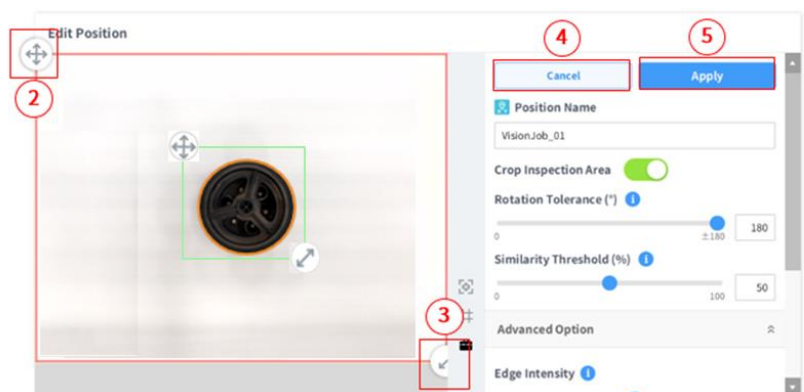 Edit Position
4
5
2
Cancel
Apply
Position Name
VisionJob_01
Crop Inspection Area
Rotation Tolerance (°) i
0
±180
180
Similarity Threshold (%) i
0
100
50
3
Advanced Option
Edge Intensity i